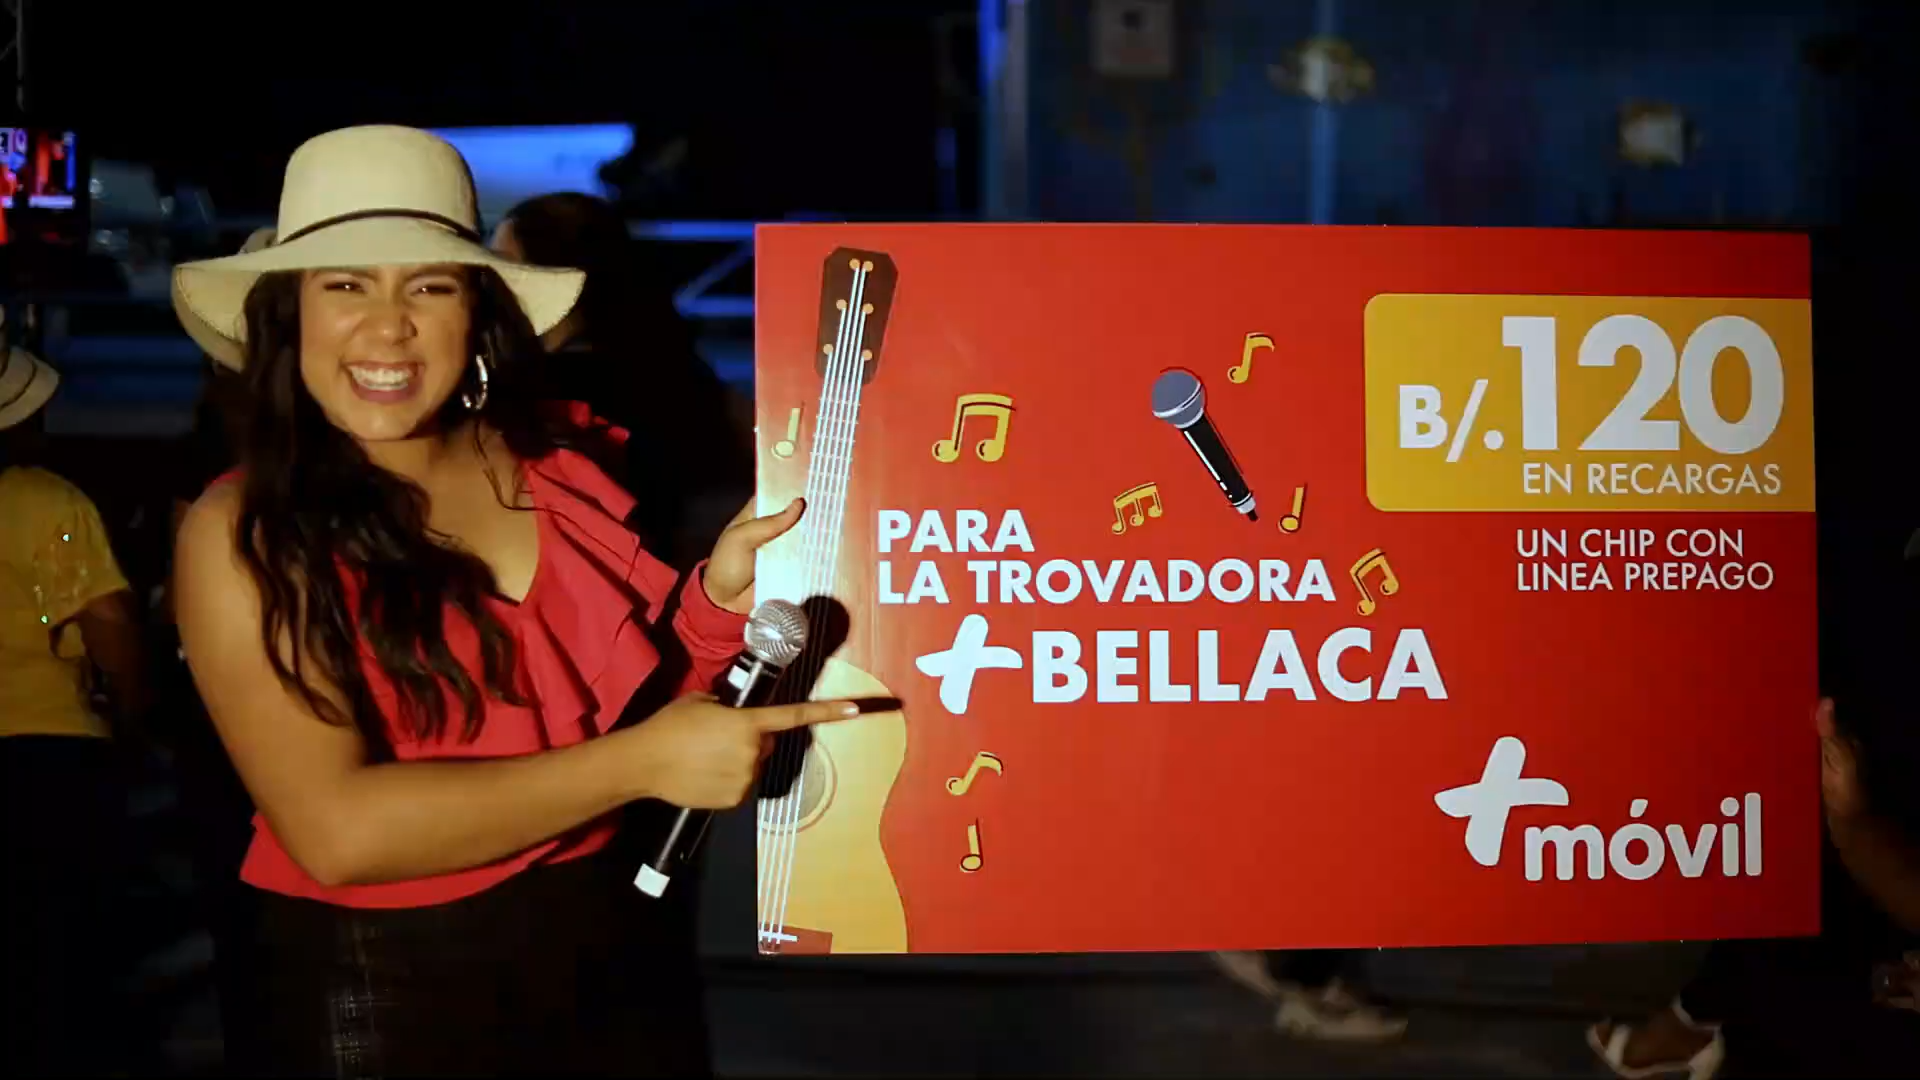 PARA
LA TROVADORA
+BELLACA
B/.120
EN RECARGAS
UN CHIP CON
LINEA PREPAGO
+móvil